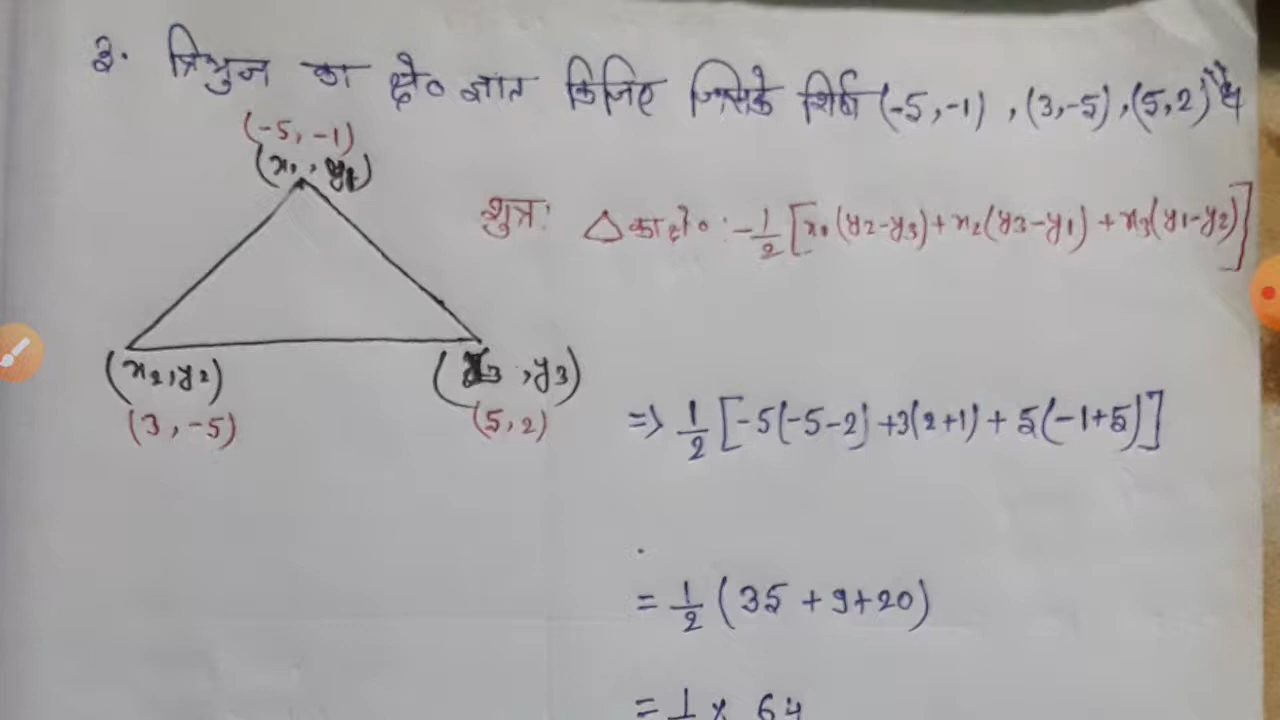 ३. त्रिभुज का क्षे० ज्ञात किजिए जिसके शिर्ष (-5,-1) , (3,-5) , (5,2) है
(-5, -1)
(x₁, y₁)
शुत्रः △ का क्षे० :- 1/2 [x₁(y2-y3) + x2(y3-y1) + x3(y1-y2)]
(x2,y2)
(3,-5)
(x3 ,y3)
(5,2)
=> 1/2 [-5(-5-2) +3(2+1) + 5(-1+5)]
= 1/2 (35 + 9+20)
= 1/2 × 64